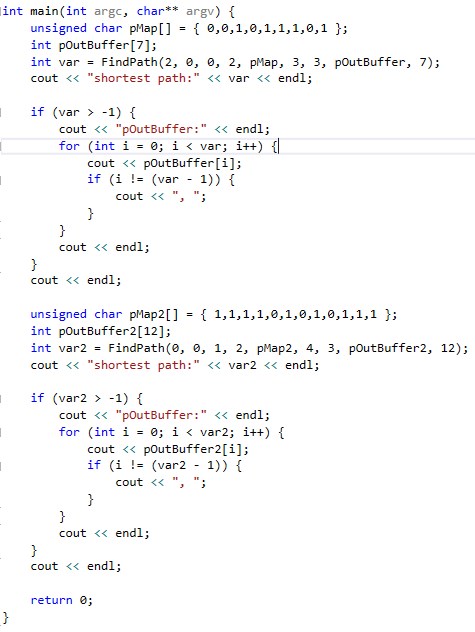 int main(int argc, char** argv) {
    unsigned char pMap[] = { 0,0,1,0,1,1,1,0,1 };
    int pOutBuffer[7];
    int var = FindPath(2, 0, 0, 2, pMap, 3, 3, pOutBuffer, 7);
    cout << "shortest path:" << var << endl;

    if (var > -1) {
        cout << "pOutBuffer:" << endl;
        for (int i = 0; i < var; i++) {
            cout << pOutBuffer[i];
            if (i != (var - 1)) {
                cout << ", ";
            }
        }
        cout << endl;
    }
    cout << endl;

    unsigned char pMap2[] = { 1,1,1,1,0,1,0,1,0,1,1,1 };
    int pOutBuffer2[12];
    int var2 = FindPath(0, 0, 1, 2, pMap2, 4, 3, pOutBuffer2, 12);
    cout << "shortest path:" << var2 << endl;

    if (var2 > -1) {
        cout << "pOutBuffer:" << endl;
        for (int i = 0; i < var2; i++) {
            cout << pOutBuffer2[i];
            if (i != (var2 - 1)) {
                cout << ", ";
            }
        }
        cout << endl;
    }
    cout << endl;

    return 0;
}